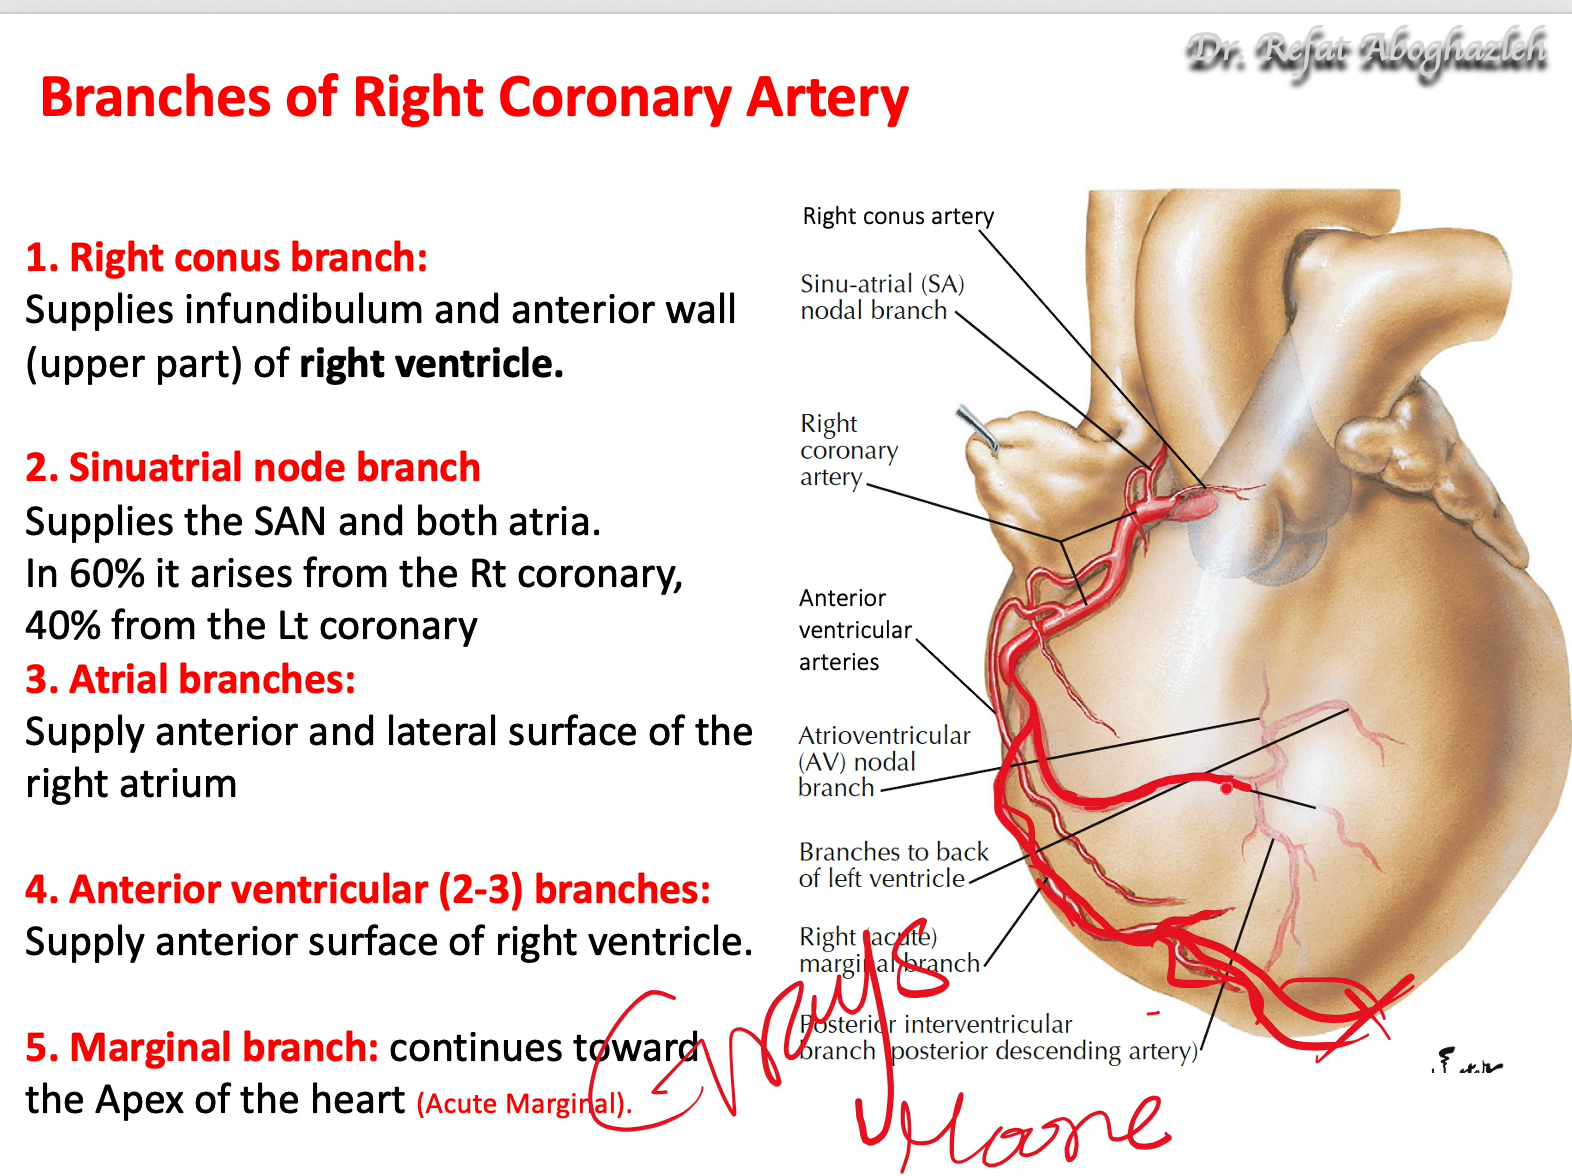 Dr. Refat Aboghazleh
Branches of Right Coronary Artery
1. Right conus branch:
Supplies infundibulum and anterior wall
(upper part) of right ventricle.
2. Sinuatrial node branch
Supplies the SAN and both atria.
In 60% it arises from the Rt coronary,
40% from the Lt coronary
3. Atrial branches:
Supply anterior and lateral surface of the
right atrium
4. Anterior ventricular (2-3) branches:
Supply anterior surface of right ventricle.
5. Marginal branch: continues toward
the Apex of the heart (Acute Marginal).
Right conus artery
Sinu-atrial (SA)
nodal branch
Right
coronary
artery
Anterior
ventricular
arteries
Atrioventricular
(AV) nodal
branch
Branches to back
of left ventricle
Right (acute)
marginal branch
Posterior interventricular
branch (posterior descending artery)
Grays